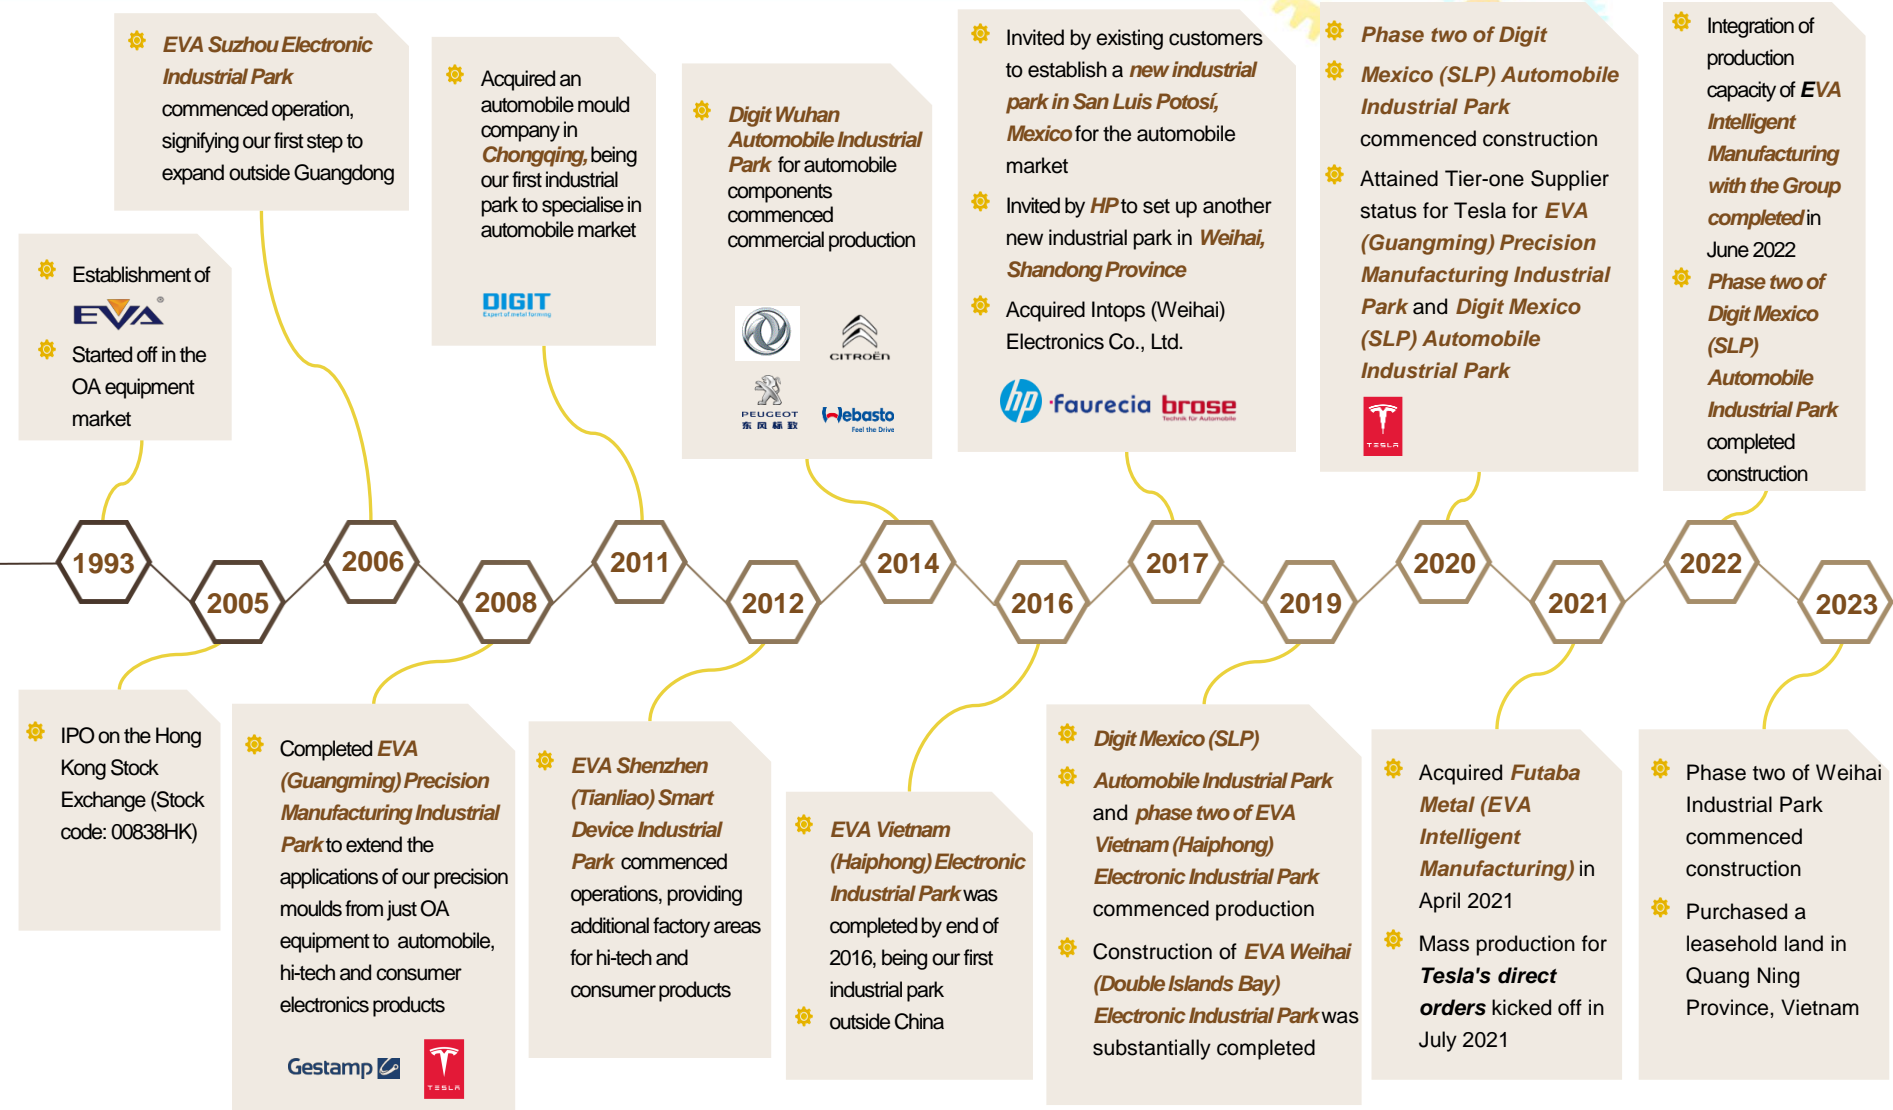 EVA Suzhou Electronic
Industrial Park
commenced operation,
signifying our first step to
expand outside Guangdong
Acquired an
automobile mould
company in
Chongqing, being
our first industrial
park to specialise in
automobile market
DIGIT
Expert of metal forming
Digit Wuhan
Automobile Industrial
Park for automobile
components
commenced
commercial production
CITROËN
PEUGEOT
东风标致
Webasto
Feel the Drive
Invited by existing customers
to establish a new industrial
park in San Luis Potosí,
Mexico for the automobile
market
Invited by HP to set up another
new industrial park in Weihai,
Shandong Province
Acquired Intops (Weihai)
Electronics Co., Ltd.
hp
faurecia
brose
Technik für Automobile
Phase two of Digit
Mexico (SLP) Automobile
Industrial Park
commenced construction
Attained Tier-one Supplier
status for Tesla for EVA
(Guangming) Precision
Manufacturing Industrial
Park and Digit Mexico
(SLP) Automobile
Industrial Park
TESLA
Integration of
production
capacity of EVA
Intelligent
Manufacturing
with the Group
completed in
June 2022
Phase two of
Digit Mexico
(SLP)
Automobile
Industrial Park
completed
construction
Establishment of
EVA®
Started off in the
OA equipment
market
1993
2005
2006
2008
2011
2012
2014
2016
2017
2019
2020
2021
2022
2023
IPO on the Hong
Kong Stock
Exchange (Stock
code: 00838HK)
Completed EVA
(Guangming) Precision
Manufacturing Industrial
Park to extend the
applications of our precision
moulds from just OA
equipment to automobile,
hi-tech and consumer
electronics products
Gestamp
TESLA
EVA Shenzhen
(Tianliao) Smart
Device Industrial
Park commenced
operations, providing
additional factory areas
for hi-tech and
consumer products
EVA Vietnam
(Haiphong) Electronic
Industrial Park was
completed by end of
2016, being our first
industrial park
outside China
Digit Mexico (SLP)
Automobile Industrial Park
and phase two of EVA
Vietnam (Haiphong)
Electronic Industrial Park
commenced production
Construction of EVA Weihai
(Double Islands Bay)
Electronic Industrial Park was
substantially completed
Acquired Futaba
Metal (EVA
Intelligent
Manufacturing) in
April 2021
Mass production for
Tesla's direct
orders kicked off in
July 2021
Phase two of Weihai
Industrial Park
commenced
construction
Purchased a
leasehold land in
Quang Ning
Province, Vietnam